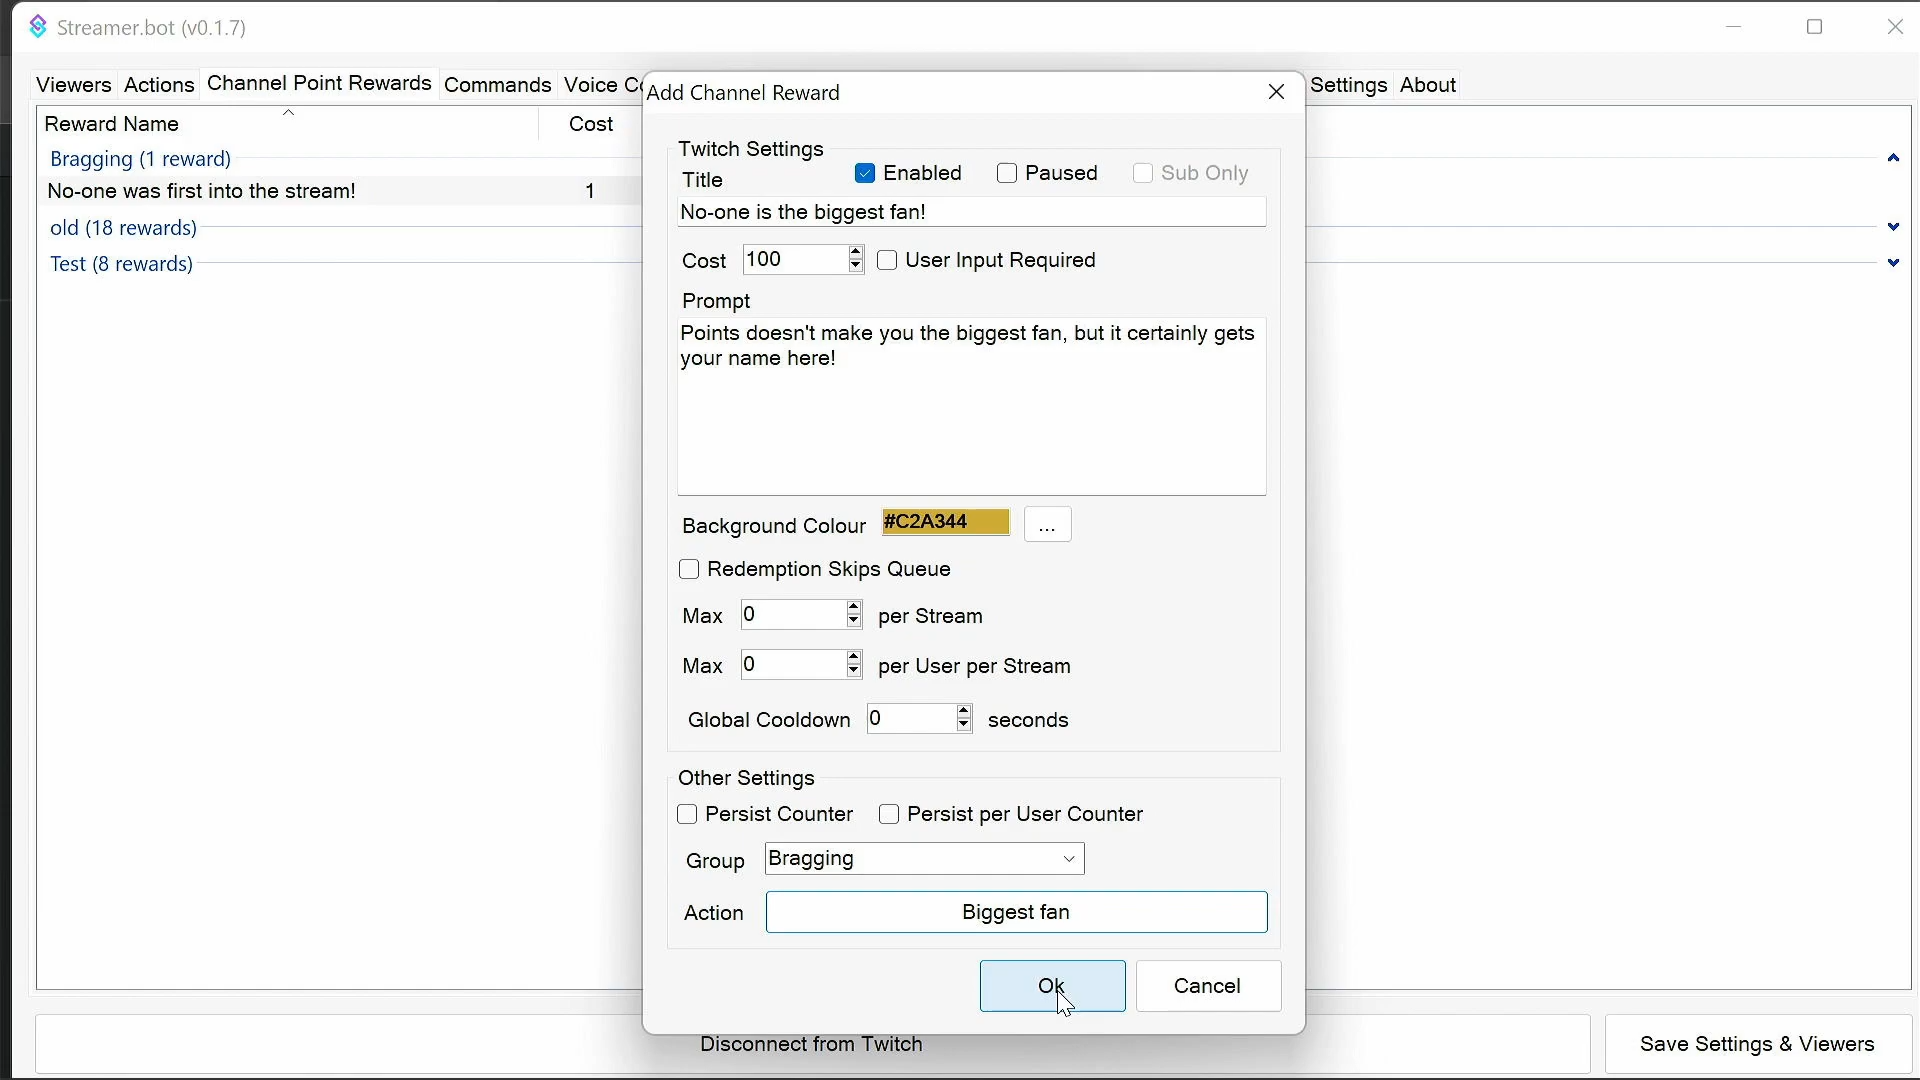 Streamer.bot (v0.1.7)
Viewers Actions Channel Point Rewards Commands Voice Co Settings About
Reward Name Cost
Bragging (1 reward)
No-one was first into the stream! 1
old (18 rewards)
Test (8 rewards)
Add Channel Reward
Twitch Settings
Title Enabled Paused Sub Only
No-one is the biggest fan!
Cost 100 User Input Required
Prompt
Points doesn't make you the biggest fan, but it certainly gets
your name here!
Background Colour #C2A344 ...
Redemption Skips Queue
Max 0 per Stream
Max 0 per User per Stream
Global Cooldown 0 seconds
Other Settings
Persist Counter Persist per User Counter
Group Bragging
Action Biggest fan
Ok Cancel
Disconnect from Twitch Save Settings & Viewers